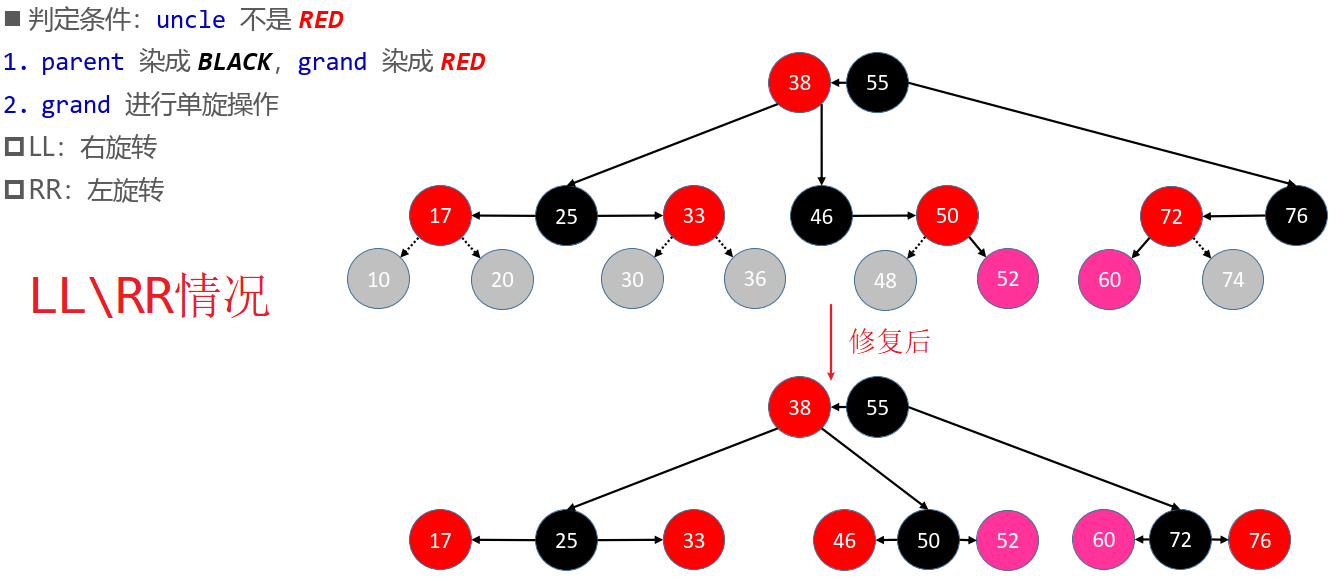 判定条件：uncle 不是 RED
1. parent 染成 BLACK，grand 染成 RED
2. grand 进行单旋操作
LL：右旋转
RR：左旋转
LL\RR情况
38 55
17 25 33 46 50 72 76
10 20 30 36 48 52 60 74
修复后
38 55
17 25 33 46 50 52 60 72 76